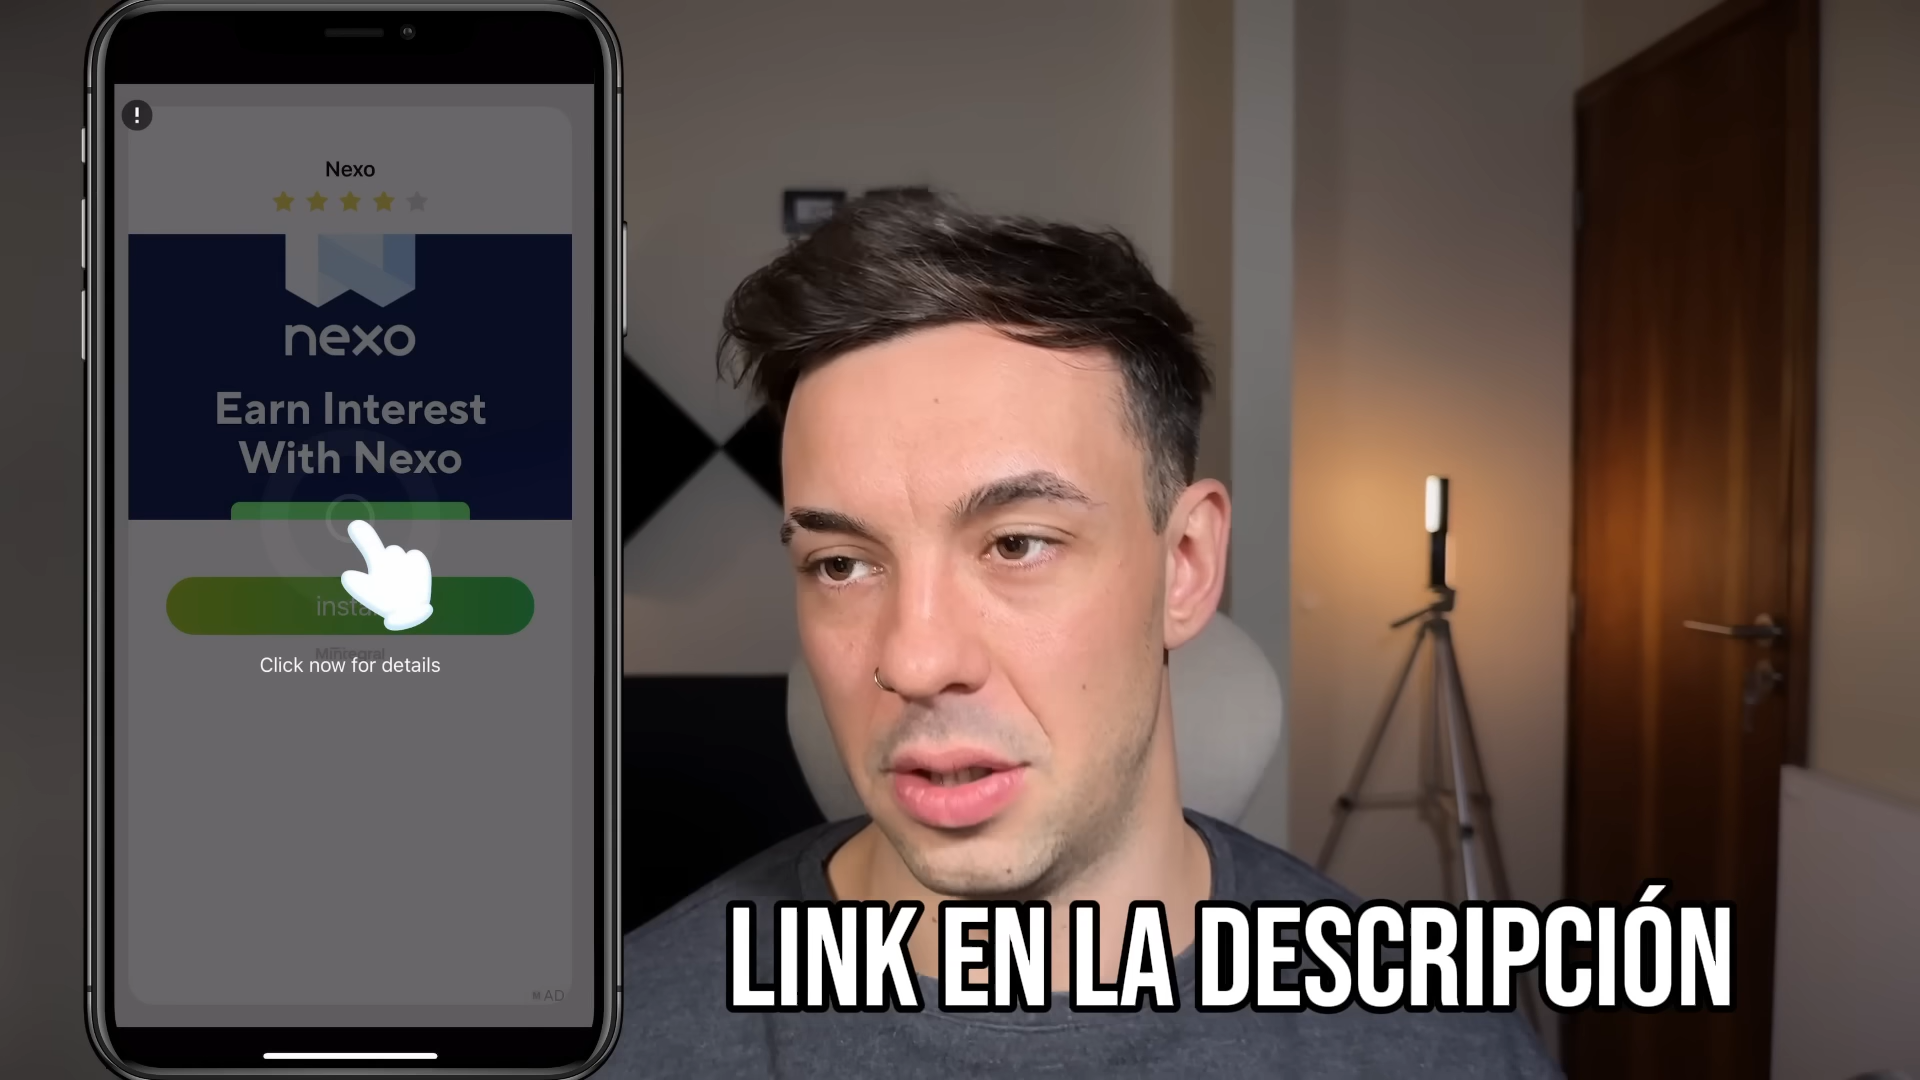 !
Nexo
nexo
Earn Interest
With Nexo
Click now for details
AD
LINK EN LA DESCRIPCIÓN